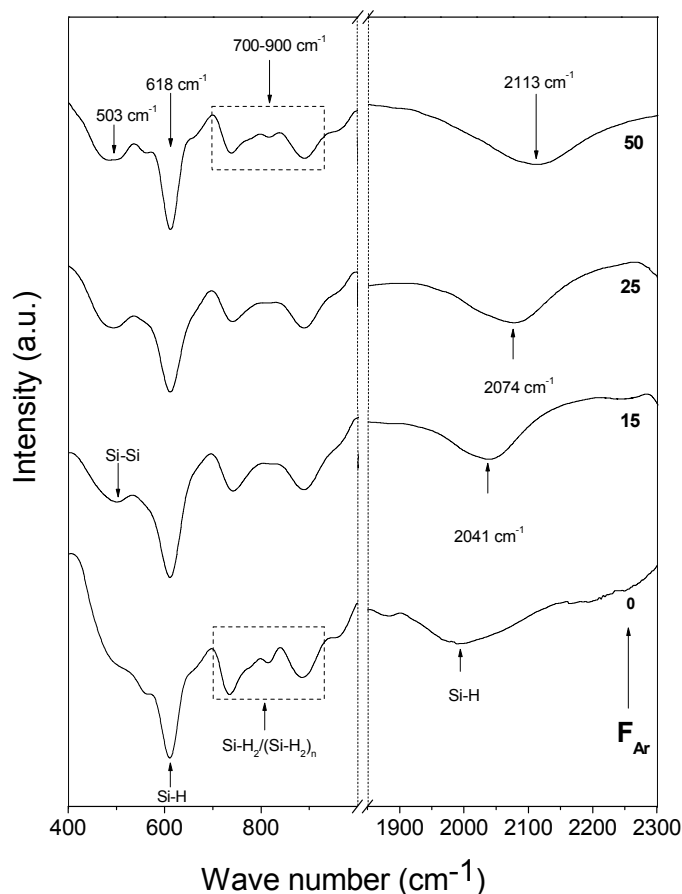 700-900 cm⁻¹
618 cm⁻¹
2113 cm⁻¹
503 cm⁻¹
50
25
2074 cm⁻¹
15
Si-Si
2041 cm⁻¹
0
Si-H
Si-H₂/(Si-H₂)ₙ
F_Ar
Si-H
400 600 800 1900 2000 2100 2200 2300
Wave number (cm⁻¹)
Intensity (a.u.)